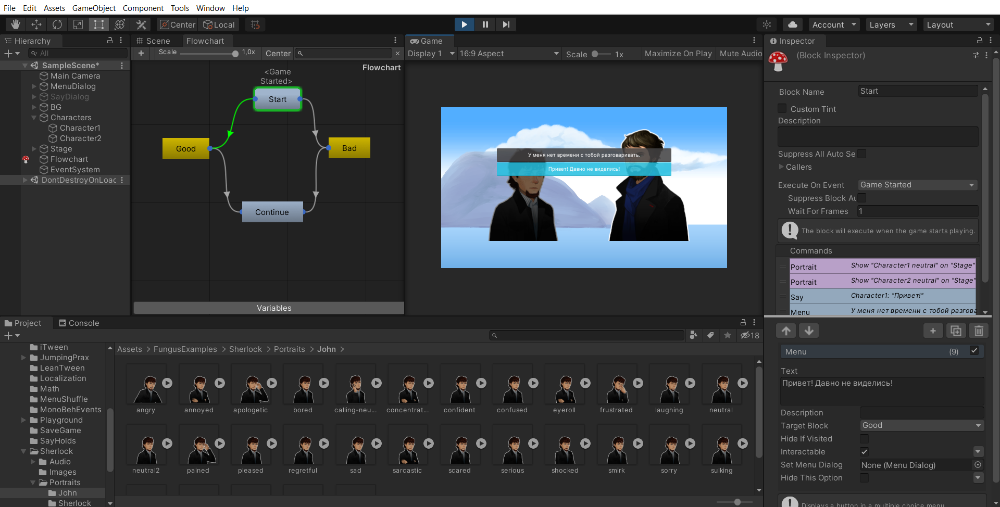 File Edit Assets GameObject Component Tools Window Help
Center Local Account Layers Layout
Hierarchy
All
SampleScene*
Main Camera
MenuDialog
SayDialog
BG
Characters
Character1
Character2
Stage
Flowchart
EventSystem
DontDestroyOnLoad
Scene Flowchart
Scale 1,0x Center
Flowchart
<Game
Started>
Start
Good
Bad
Continue
Variables
Game
Display 1 16:9 Aspect Scale 1x Maximize On Play Mute Audio
У меня нет времени с тобой разговаривать.
Привет! Давно не виделись!
Inspector
(Block Inspector)
Block Name Start
Custom Tint
Description
Suppress All Auto Se
Callers
Execute On Event Game Started
Suppress Block Au
Wait For Frames 1
The block will execute when the game starts playing.
Commands
Portrait Show "Character1 neutral" on "Stage"
Portrait Show "Character2 neutral" on "Stage"
Say Character1: "Привет!"
Menu У меня нет времени с тобой разгова
Menu (9)
Text
Привет! Давно не виделись!
Description
Target Block Good
Hide If Visited
Interactable
Set Menu Dialog None (Menu Dialog)
Hide This Option
Displays a button in a multiple choice menu
Project Console
18
iTween
JumpingPrax
LeanTween
Localization
Math
MenuShuffle
MonoBehEvents
Playground
SaveGame
SayHolds
Sherlock
Audio
Images
Portraits
John
Sherlock
Assets > FungusExamples > Sherlock > Portraits > John >
angry annoyed apologetic bored calling-neu... concentrat... confident confused eyeroll frustrated laughing neutral
neutral2 pained pleased regretful sad sarcastic scared serious shocked smirk sorry sulking